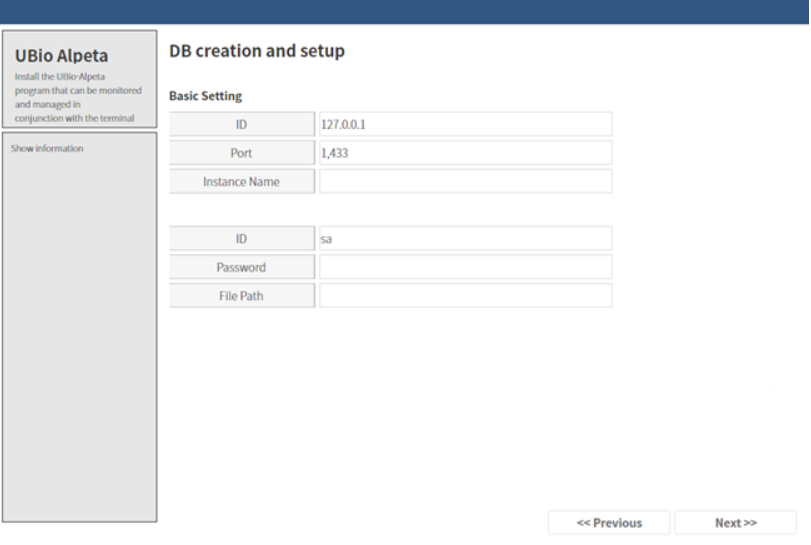 UBio Alpeta
Install the UBio-Alpeta
program that can be monitored
and managed in
conjunction with the terminal
Show information
DB creation and setup
Basic Setting
ID 127.0.0.1
Port 1,433
Instance Name
ID sa
Password
File Path
<< Previous Next >>